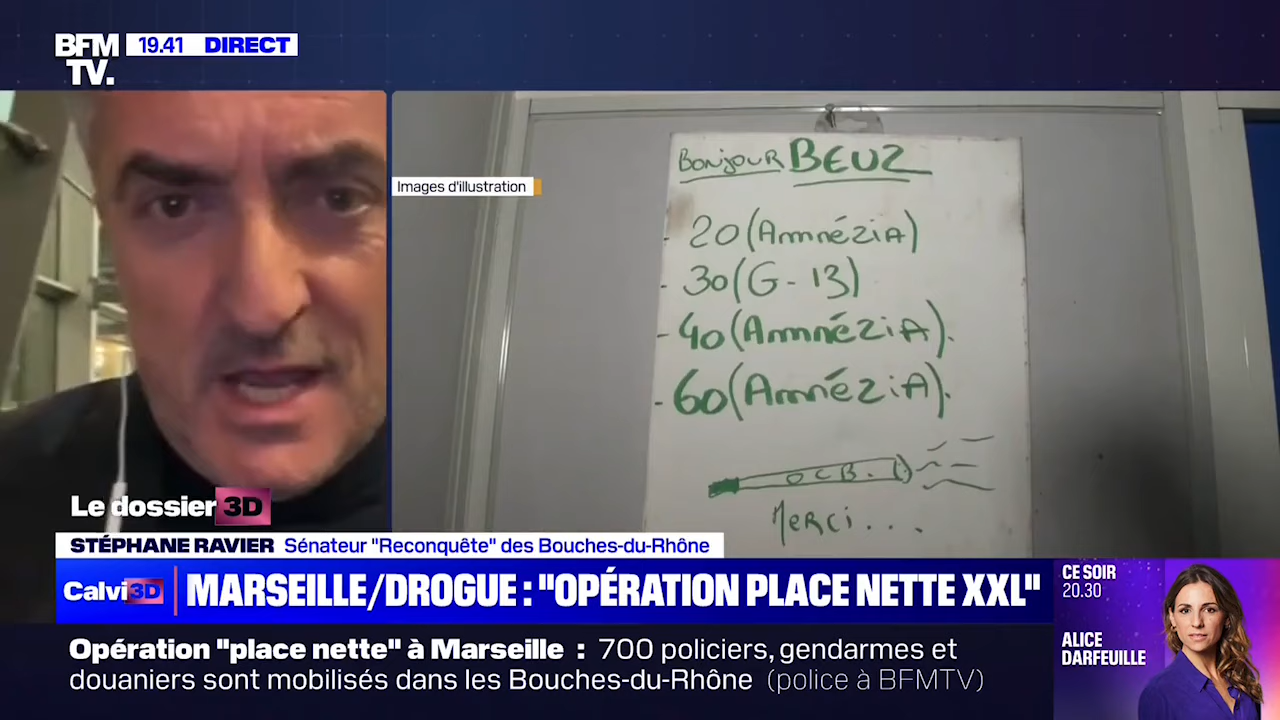 BFM
TV.
19.41 DIRECT
Images d'illustration
BONJOUR BEUZ
- 20 (AmnéziA)
- 30 (G - 13)
- 40 (AmnéziA).
- 60 (AmnéziA).
OCB.
Merci...
Le dossier 3D
STÉPHANE RAVIER Sénateur "Reconquête" des Bouches-du-Rhône
Calvi3D MARSEILLE/DROGUE : "OPÉRATION PLACE NETTE XXL"
Opération "place nette" à Marseille : 700 policiers, gendarmes et
douaniers sont mobilisés dans les Bouches-du-Rhône (police à BFMTV)
CE SOIR
20.30
ALICE
DARFEUILLE